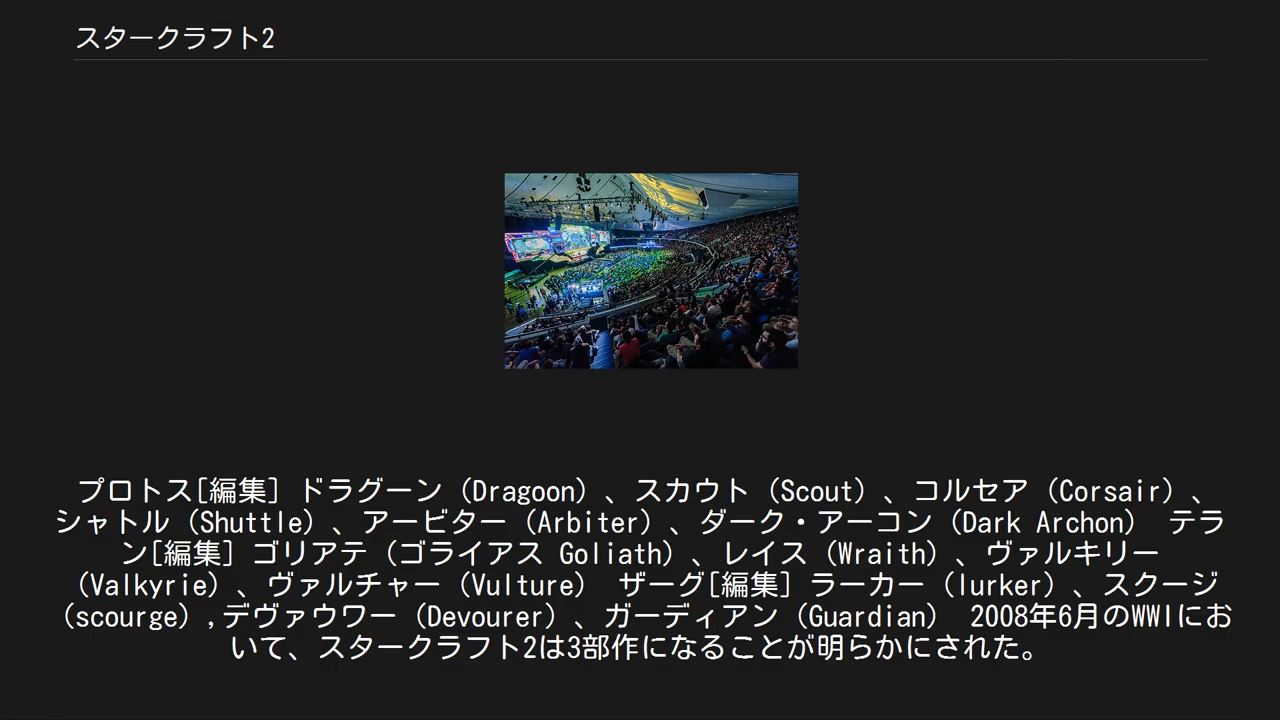 スタークラフト2
プロトス[編集] ドラグーン（Dragoon）、スカウト（Scout）、コルセア（Corsair）、
シャトル（Shuttle）、アービター（Arbiter）、ダーク・アーコン（Dark Archon） テラ
ン[編集] ゴリアテ（ゴライアス Goliath）、レイス（Wraith）、ヴァルキリー
（Valkyrie）、ヴァルチャー（Vulture） ザーグ[編集] ラーカー（lurker）、スクージ
（scourge）,デヴァウワー（Devourer）、ガーディアン（Guardian） 2008年6月のWWIにお
いて、スタークラフト2は3部作になることが明らかにされた。